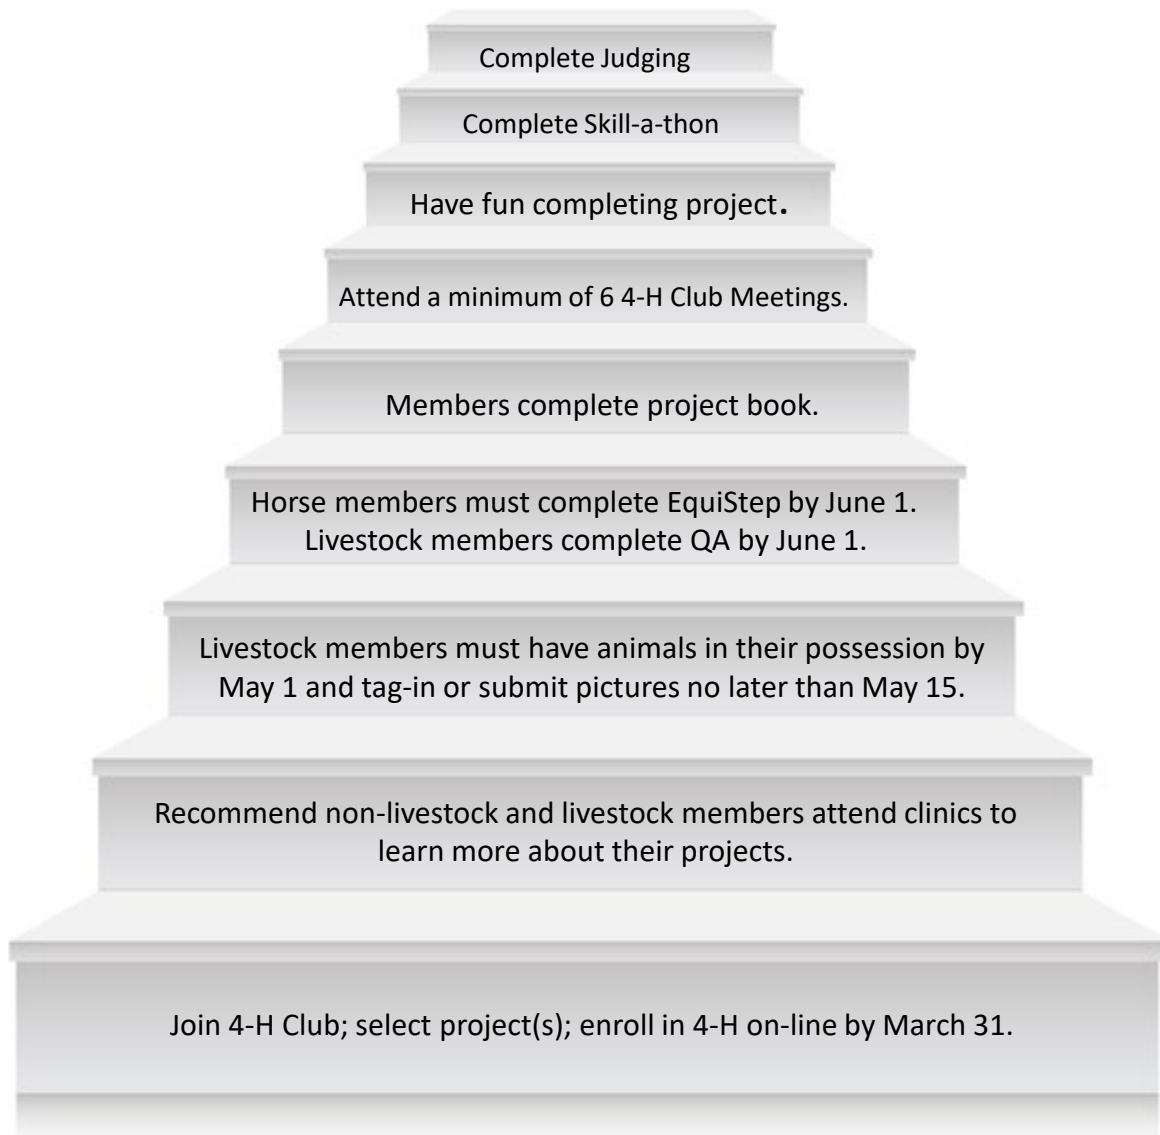 Complete Judging
Complete Skill-a-thon
Have fun completing project.
Attend a minimum of 6 4-H Club Meetings.
Members complete project book.
Horse members must complete EquiStep by June 1.
Livestock members complete QA by June 1.
Livestock members must have animals in their possession by
May 1 and tag-in or submit pictures no later than May 15.
Recommend non-livestock and livestock members attend clinics to
learn more about their projects.
Join 4-H Club; select project(s); enroll in 4-H on-line by March 31.